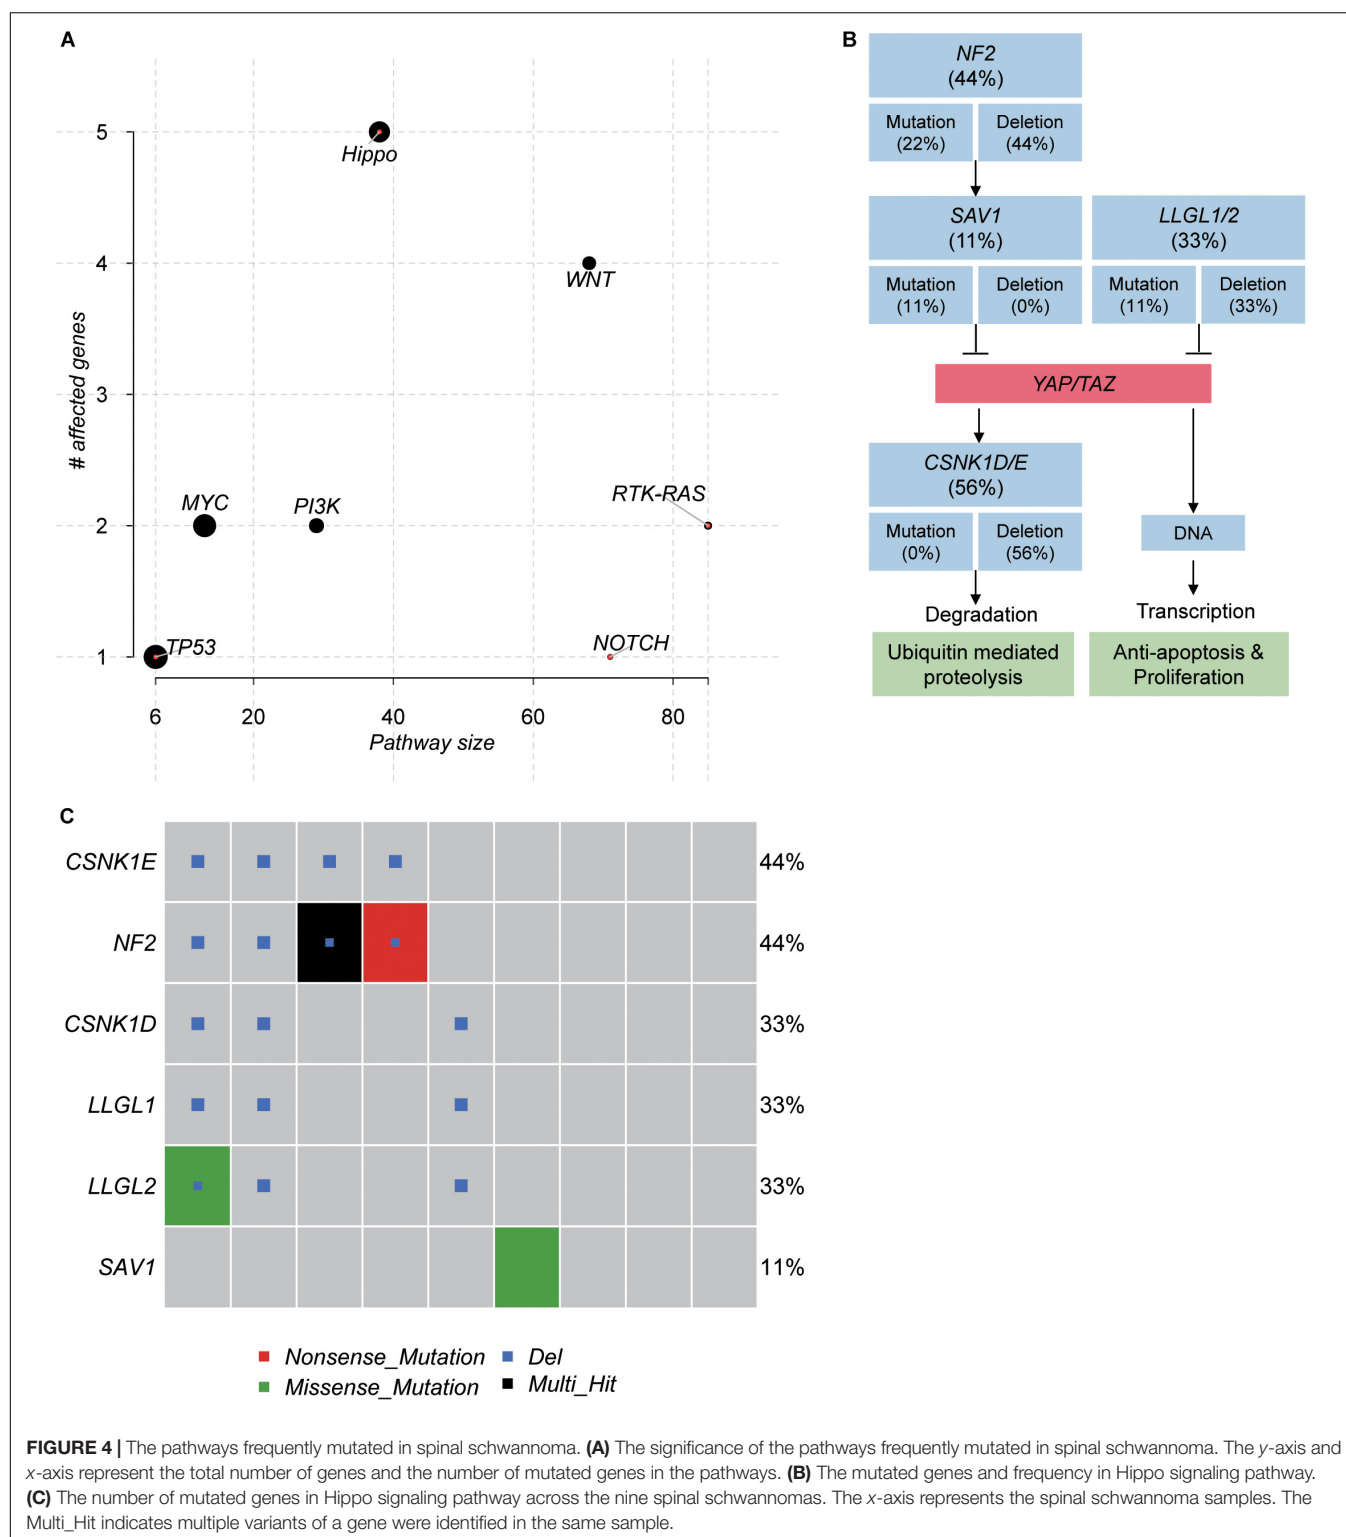 A
# affected genes
5
4
3
2
1
Hippo
WNT
MYC
PI3K
RTK-RAS
TP53
NOTCH
6 20 40 60 80
Pathway size
B
NF2
(44%)
Mutation
(22%)
Deletion
(44%)
SAV1
(11%)
LLGL1/2
(33%)
Mutation
(11%)
Deletion
(0%)
Mutation
(11%)
Deletion
(33%)
YAP/TAZ
CSNK1D/E
(56%)
Mutation
(0%)
Deletion
(56%)
DNA
Degradation
Transcription
Ubiquitin mediated
proteolysis
Anti-apoptosis &
Proliferation
C
CSNK1E 44%
NF2 44%
CSNK1D 33%
LLGL1 33%
LLGL2 33%
SAV1 11%
Nonsense_Mutation Del
Missense_Mutation Multi_Hit
FIGURE 4 | The pathways frequently mutated in spinal schwannoma. (A) The significance of the pathways frequently mutated in spinal schwannoma. The y-axis and
x-axis represent the total number of genes and the number of mutated genes in the pathways. (B) The mutated genes and frequency in Hippo signaling pathway.
(C) The number of mutated genes in Hippo signaling pathway across the nine spinal schwannomas. The x-axis represents the spinal schwannoma samples. The
Multi_Hit indicates multiple variants of a gene were identified in the same sample.